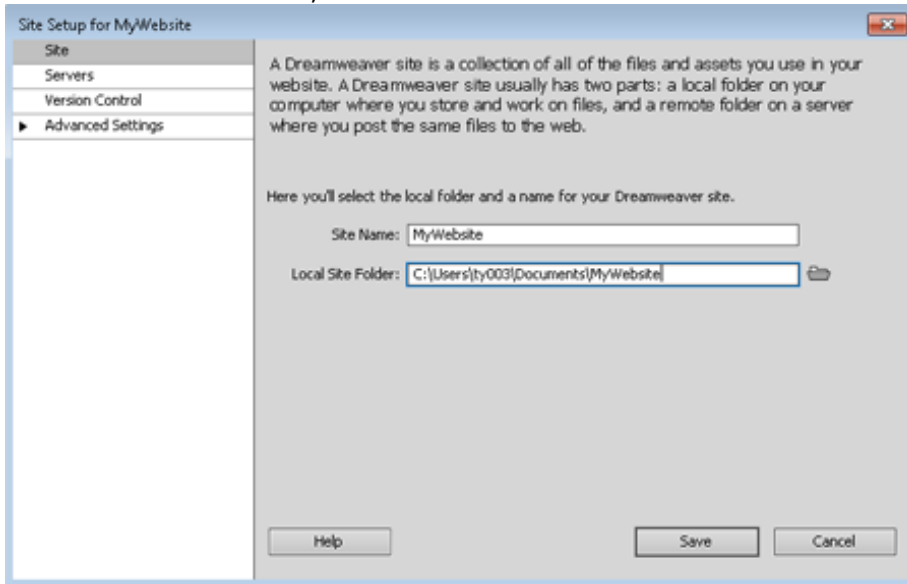 Site Setup for MyWebsite
Site
Servers
Version Control
Advanced Settings
A Dreamweaver site is a collection of all of the files and assets you use in your
website. A Dreamweaver site usually has two parts: a local folder on your
computer where you store and work on files, and a remote folder on a server
where you post the same files to the web.
Here you'll select the local folder and a name for your Dreamweaver site.
Site Name: MyWebsite
Local Site Folder: C:\Users\ty003\Documents\MyWebsite
Help Save Cancel